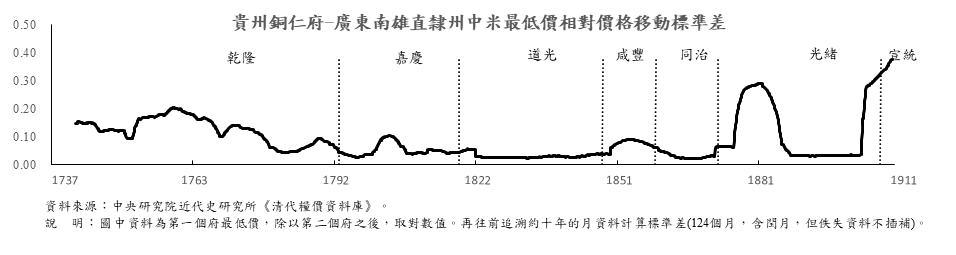 貴州銅仁府-廣東南雄直隸州中米最低價相對價格移動標準差
0.50
0.40
0.30
0.20
0.10
0.00
乾隆 嘉慶 道光 咸豐 同治 光緒 宣統
1737 1763 1792 1822 1851 1881 1911
資料來源：中央研究院近代史研究所《清代糧價資料庫》。
說　明：圖中資料為第一個府最低價，除以第二個府之後，取對數值。再往前追溯約十年的月資料計算標準差(124個月，含閏月，但佚失資料不插補)。